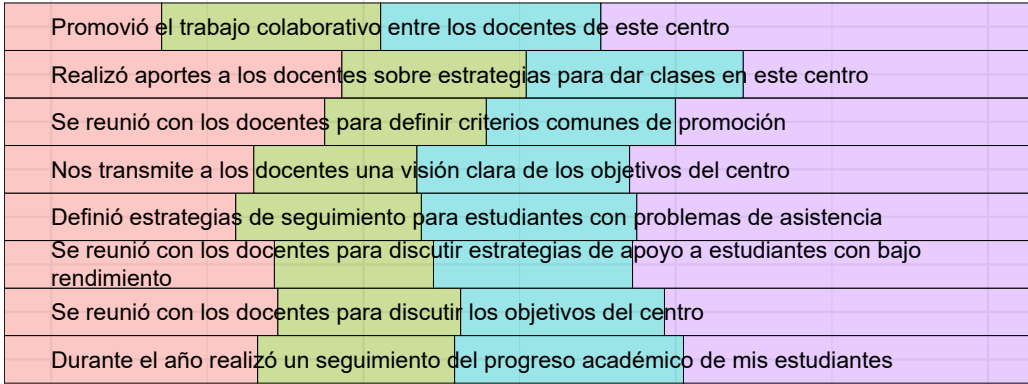 Promovió el trabajo colaborativo entre los docentes de este centro
Realizó aportes a los docentes sobre estrategias para dar clases en este centro
Se reunió con los docentes para definir criterios comunes de promoción
Nos transmite a los docentes una visión clara de los objetivos del centro
Definió estrategias de seguimiento para estudiantes con problemas de asistencia
Se reunió con los docentes para discutir estrategias de apoyo a estudiantes con bajo
rendimiento
Se reunió con los docentes para discutir los objetivos del centro
Durante el año realizó un seguimiento del progreso académico de mis estudiantes